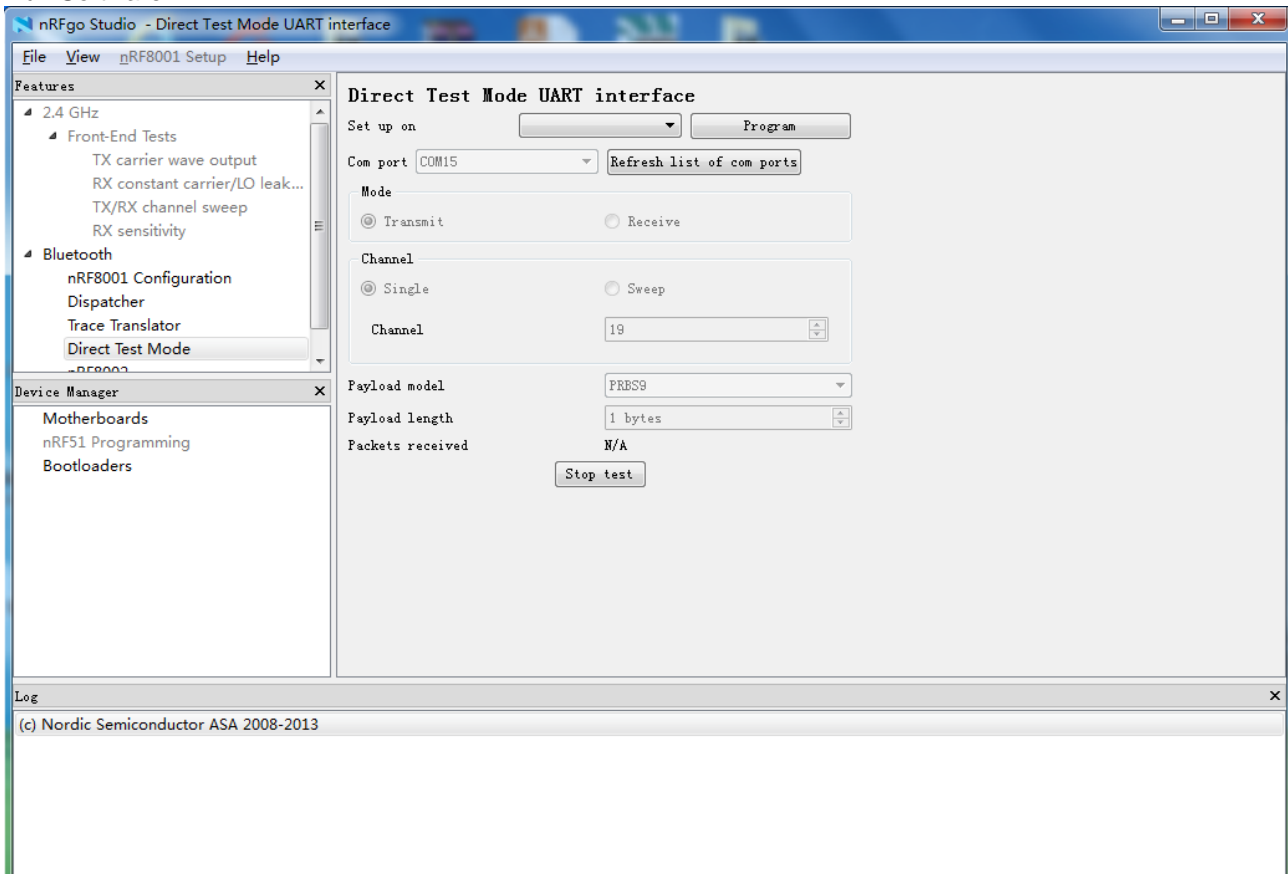 nRFgo Studio - Direct Test Mode UART interface
File View nRF8001 Setup Help
Features
2.4 GHz
Front-End Tests
TX carrier wave output
RX constant carrier/LO leak...
TX/RX channel sweep
RX sensitivity
Bluetooth
nRF8001 Configuration
Dispatcher
Trace Translator
Direct Test Mode
nRF8002
Device Manager
Motherboards
nRF51 Programming
Bootloaders
Direct Test Mode UART interface
Set up on Program
Com port COM15 Refresh list of com ports
Mode
Transmit Receive
Channel
Single Sweep
Channel 19
Payload model PRBS9
Payload length 1 bytes
Packets received N/A
Stop test
Log
(c) Nordic Semiconductor ASA 2008-2013